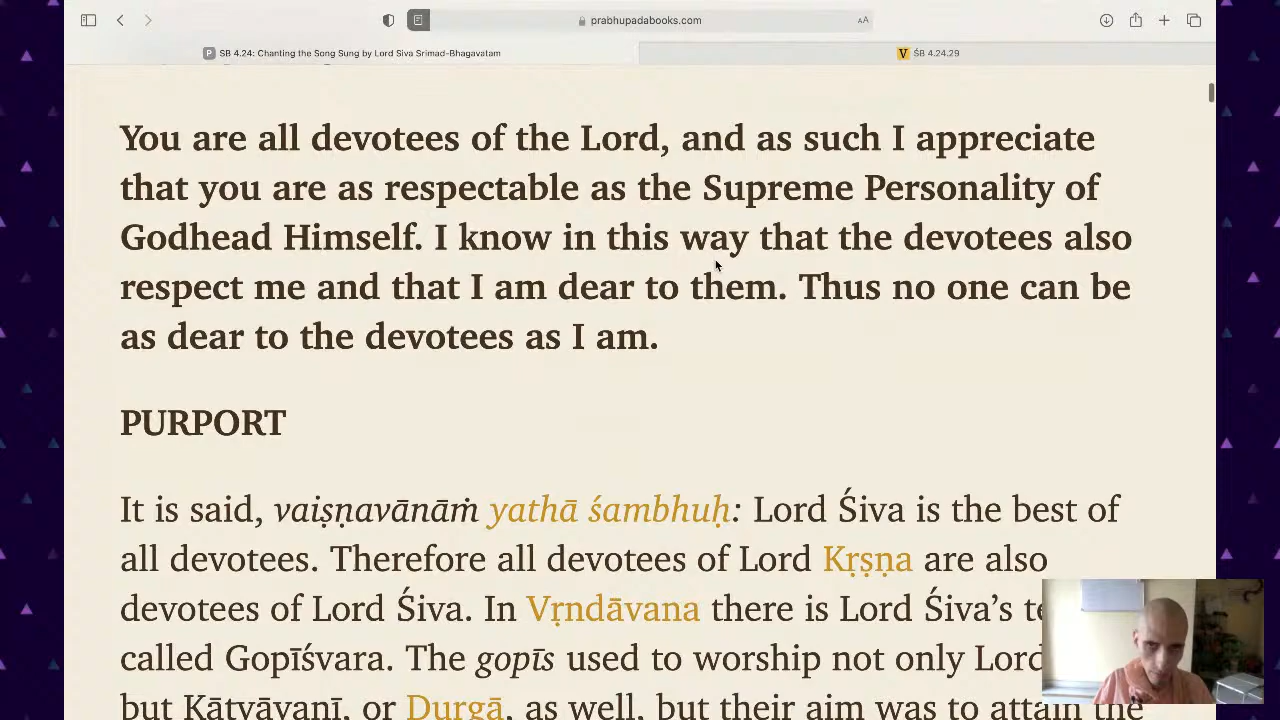 prabhupadabooks.com
AA
P SB 4.24: Chanting the Song Sung by Lord Siva Srimad-Bhagavatam
V ŚB 4.24.29
You are all devotees of the Lord, and as such I appreciate
that you are as respectable as the Supreme Personality of
Godhead Himself. I know in this way that the devotees also
respect me and that I am dear to them. Thus no one can be
as dear to the devotees as I am.
PURPORT
It is said, vaiṣṇavānāṁ yathā śambhuḥ: Lord Śiva is the best of
all devotees. Therefore all devotees of Lord Kṛṣṇa are also
devotees of Lord Śiva. In Vṛndāvana there is Lord Śiva's
called Gopīśvara. The gopīs used to worship not only Lord
but Kātyāyanī, or Durgā, as well, but their aim was to attain the